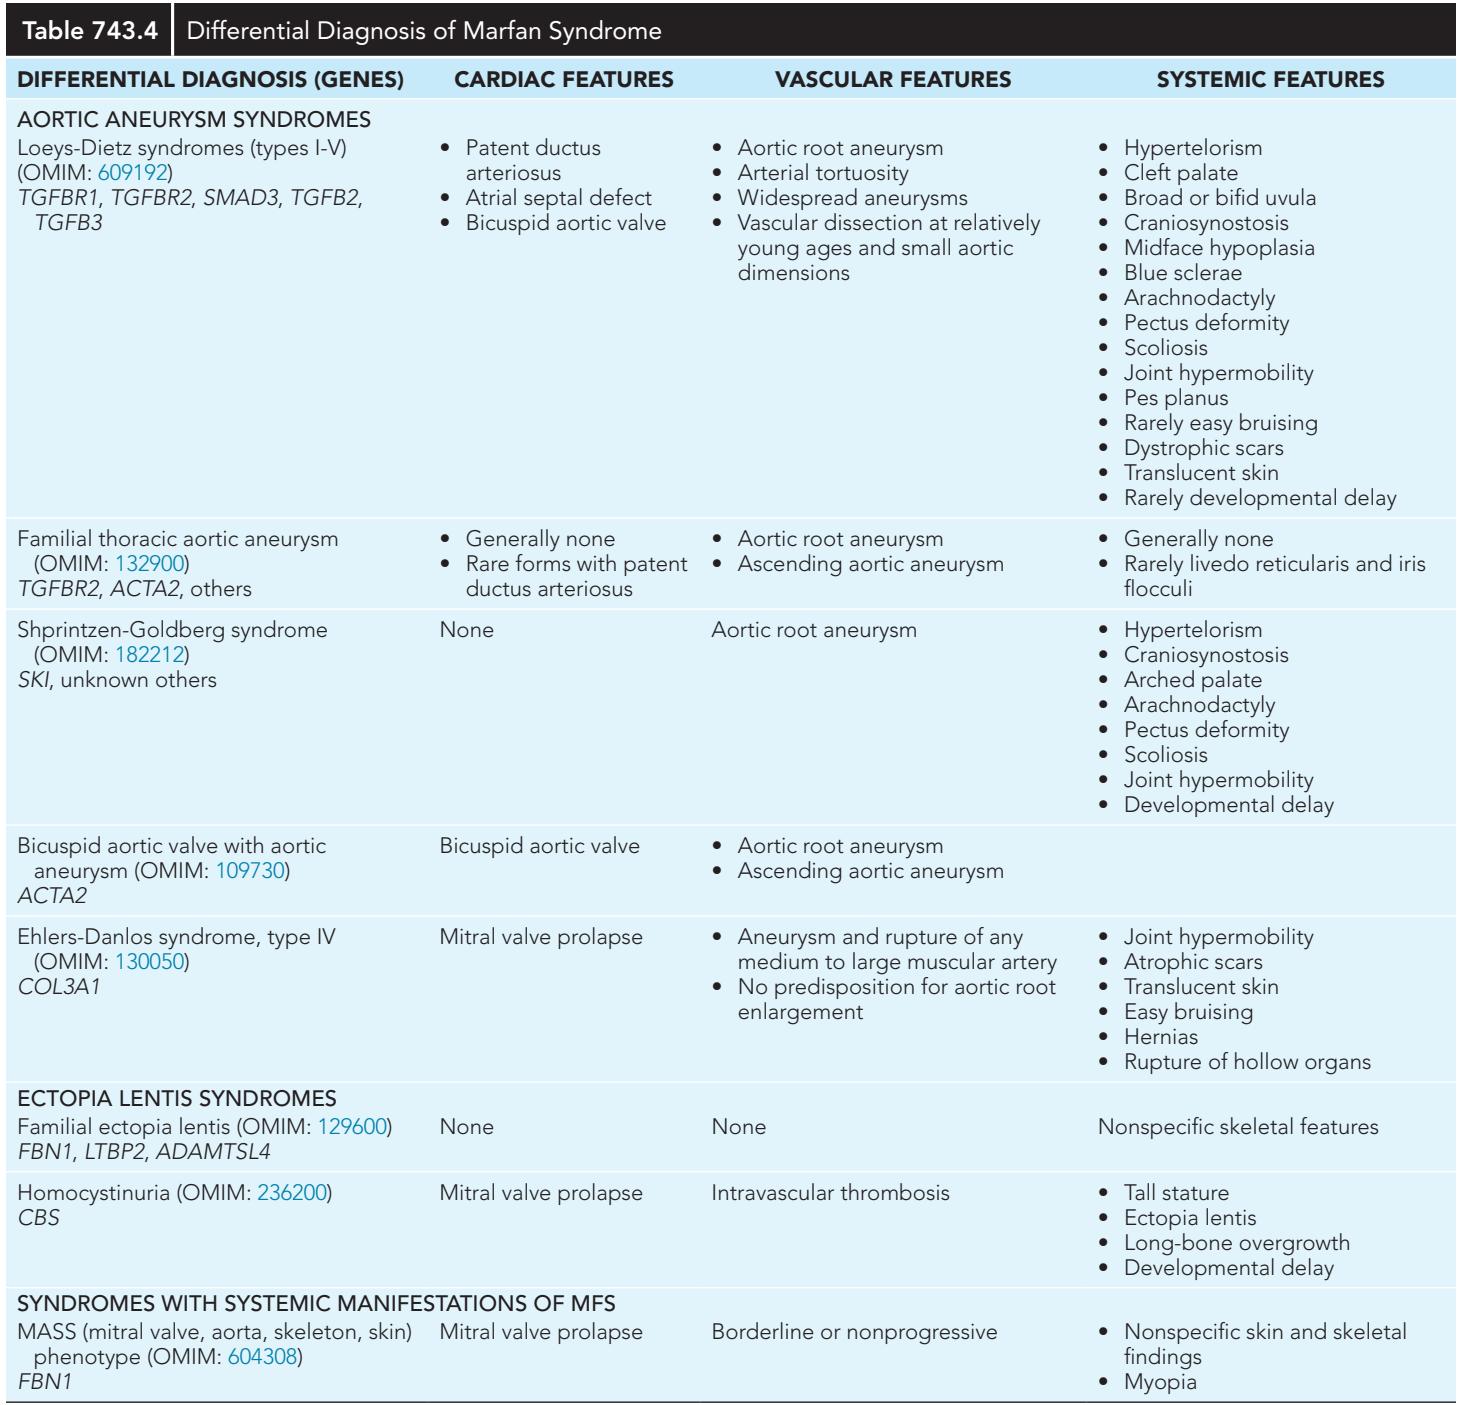 Table 743.4 Differential Diagnosis of Marfan Syndrome
DIFFERENTIAL DIAGNOSIS (GENES) CARDIAC FEATURES VASCULAR FEATURES SYSTEMIC FEATURES
AORTIC ANEURYSM SYNDROMES
Loeys-Dietz syndromes (types I-V)
(OMIM: 609192)
TGFBR1, TGFBR2, SMAD3, TGFB2,
TGFB3
• Patent ductus
arteriosus
• Atrial septal defect
• Bicuspid aortic valve
• Aortic root aneurysm
• Arterial tortuosity
• Widespread aneurysms
• Vascular dissection at relatively
young ages and small aortic
dimensions
• Hypertelorism
• Cleft palate
• Broad or bifid uvula
• Craniosynostosis
• Midface hypoplasia
• Blue sclerae
• Arachnodactyly
• Pectus deformity
• Scoliosis
• Joint hypermobility
• Pes planus
• Rarely easy bruising
• Dystrophic scars
• Translucent skin
• Rarely developmental delay
Familial thoracic aortic aneurysm
(OMIM: 132900)
TGFBR2, ACTA2, others
• Generally none
• Rare forms with patent
ductus arteriosus
• Aortic root aneurysm
• Ascending aortic aneurysm
• Generally none
• Rarely livedo reticularis and iris
flocculi
Shprintzen-Goldberg syndrome
(OMIM: 182212)
SKI, unknown others
None
Aortic root aneurysm
• Hypertelorism
• Craniosynostosis
• Arched palate
• Arachnodactyly
• Pectus deformity
• Scoliosis
• Joint hypermobility
• Developmental delay
Bicuspid aortic valve with aortic
aneurysm (OMIM: 109730)
ACTA2
Bicuspid aortic valve
• Aortic root aneurysm
• Ascending aortic aneurysm
Ehlers-Danlos syndrome, type IV
(OMIM: 130050)
COL3A1
Mitral valve prolapse
• Aneurysm and rupture of any
medium to large muscular artery
• No predisposition for aortic root
enlargement
• Joint hypermobility
• Atrophic scars
• Translucent skin
• Easy bruising
• Hernias
• Rupture of hollow organs
ECTOPIA LENTIS SYNDROMES
Familial ectopia lentis (OMIM: 129600)
FBN1, LTBP2, ADAMTSL4
None
None
Nonspecific skeletal features
Homocystinuria (OMIM: 236200)
CBS
Mitral valve prolapse
Intravascular thrombosis
• Tall stature
• Ectopia lentis
• Long-bone overgrowth
• Developmental delay
SYNDROMES WITH SYSTEMIC MANIFESTATIONS OF MFS
MASS (mitral valve, aorta, skeleton, skin)
phenotype (OMIM: 604308)
FBN1
Mitral valve prolapse
Borderline or nonprogressive
• Nonspecific skin and skeletal
findings
• Myopia